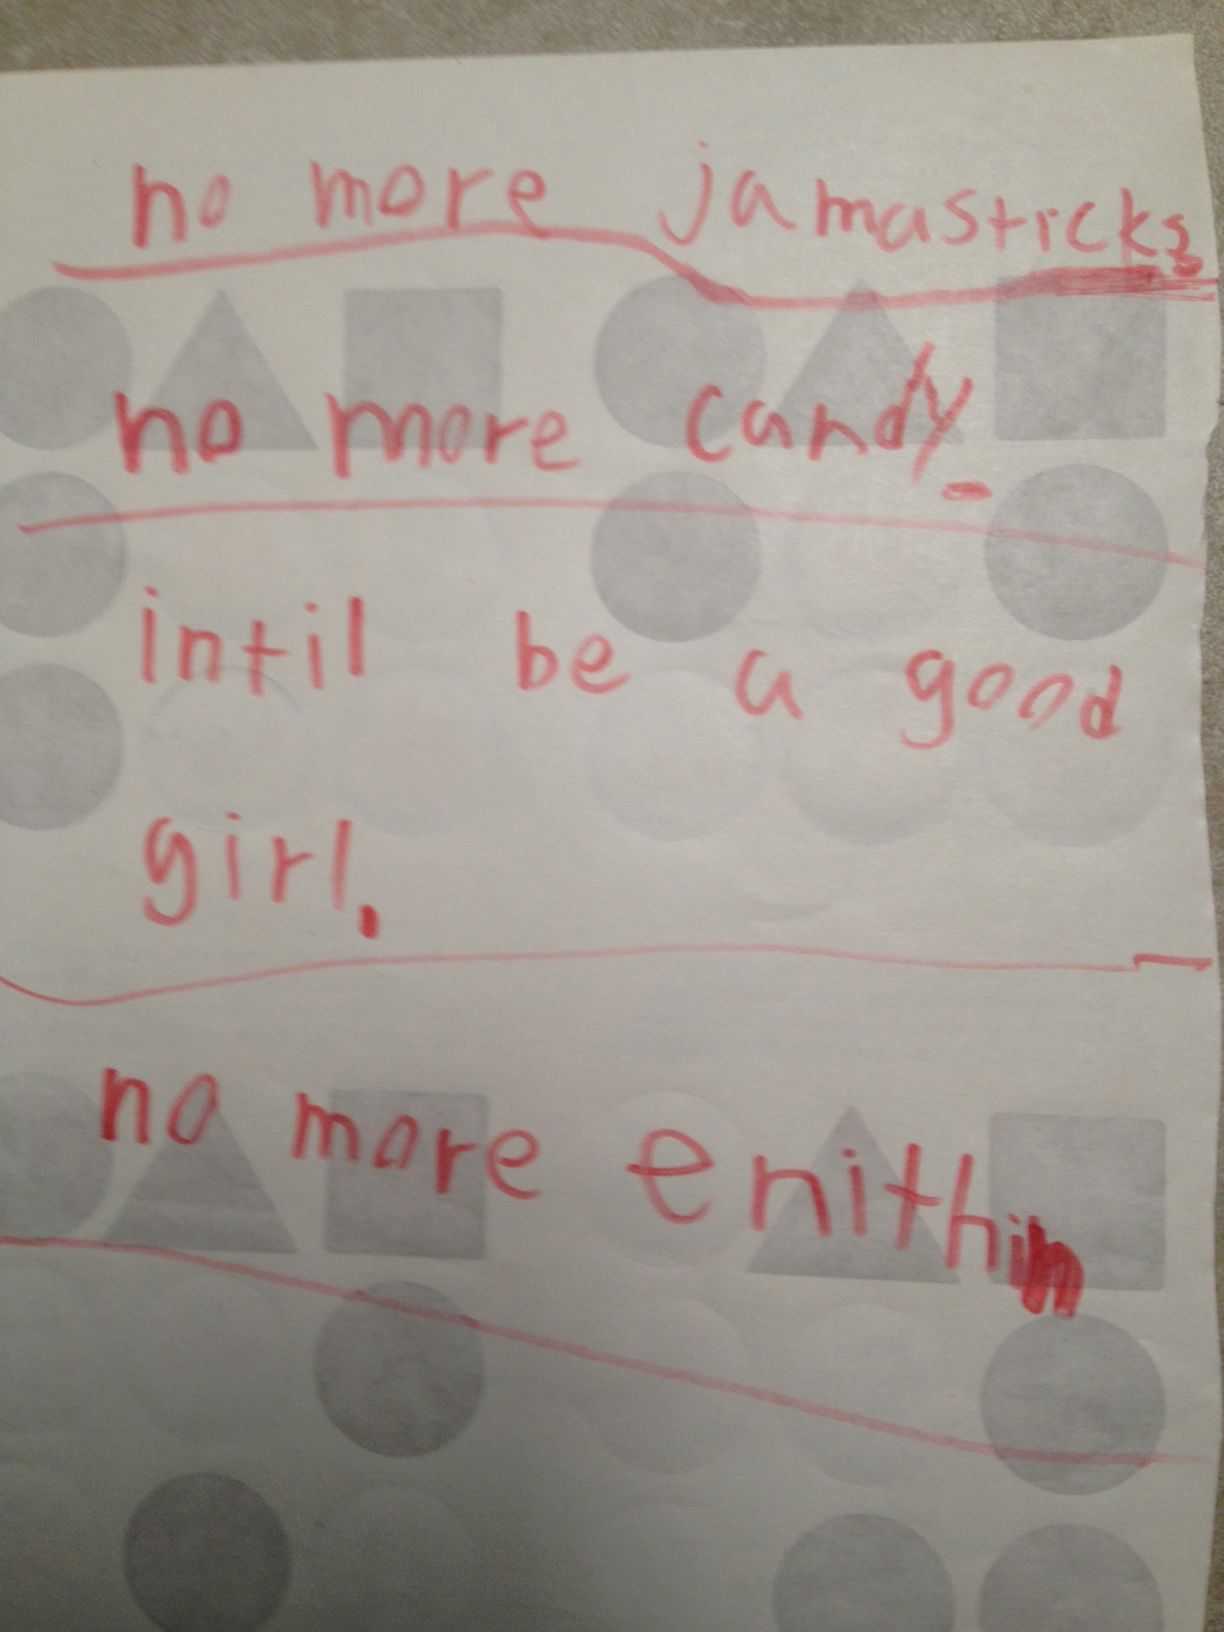 no more jamasticks
no more candy
intil be a good
girl.
no more enithin